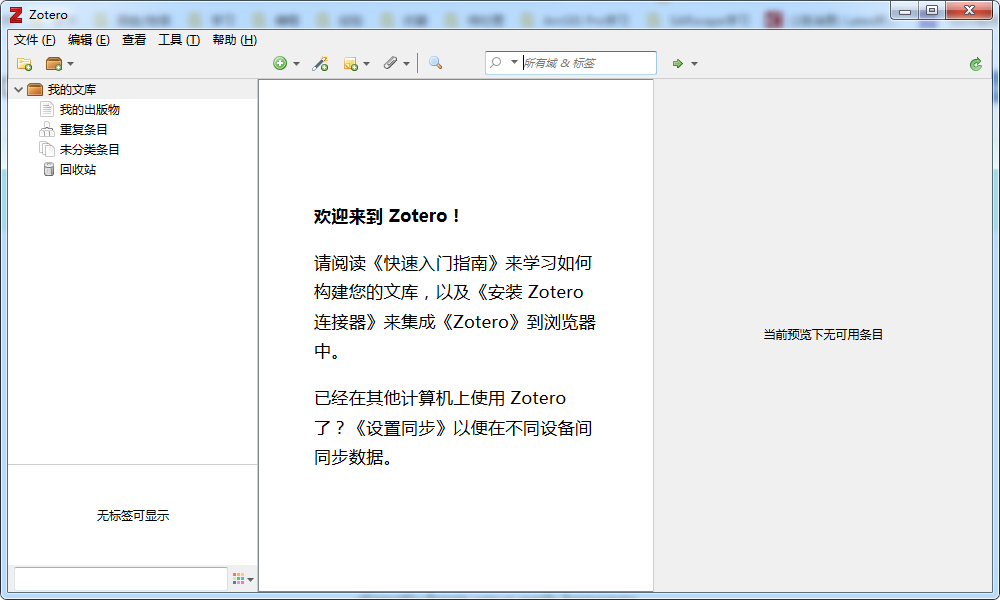 Zotero
文件 (F) 编辑 (E) 查看 工具 (T) 帮助 (H)
所有域 & 标签
我的文库
我的出版物
重复条目
未分类条目
回收站
欢迎来到 Zotero！
请阅读《快速入门指南》来学习如何
构建您的文库，以及《安装 Zotero
连接器》来集成《Zotero》到浏览器
中。
已经在其他计算机上使用 Zotero
了？《设置同步》以便在不同设备间
同步数据。
当前预览下无可用条目
无标签可显示